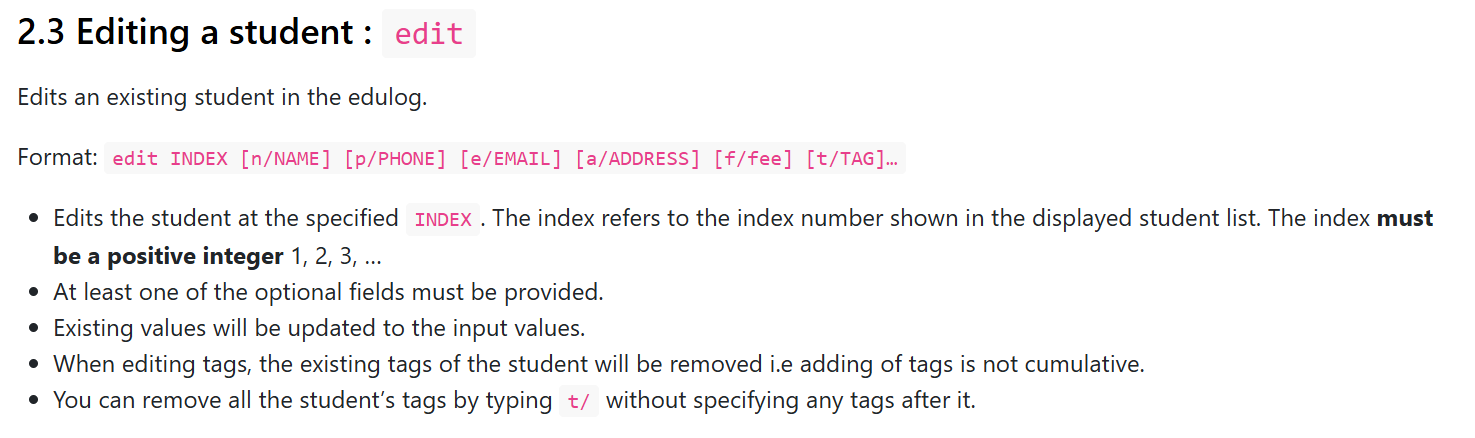 2.3 Editing a student : edit
Edits an existing student in the edulog.
Format: edit INDEX [n/NAME] [p/PHONE] [e/EMAIL] [a/ADDRESS] [f/fee] [t/TAG]…
• Edits the student at the specified INDEX. The index refers to the index number shown in the displayed student list. The index must
be a positive integer 1, 2, 3, …
• At least one of the optional fields must be provided.
• Existing values will be updated to the input values.
• When editing tags, the existing tags of the student will be removed i.e adding of tags is not cumulative.
• You can remove all the student’s tags by typing t/ without specifying any tags after it.